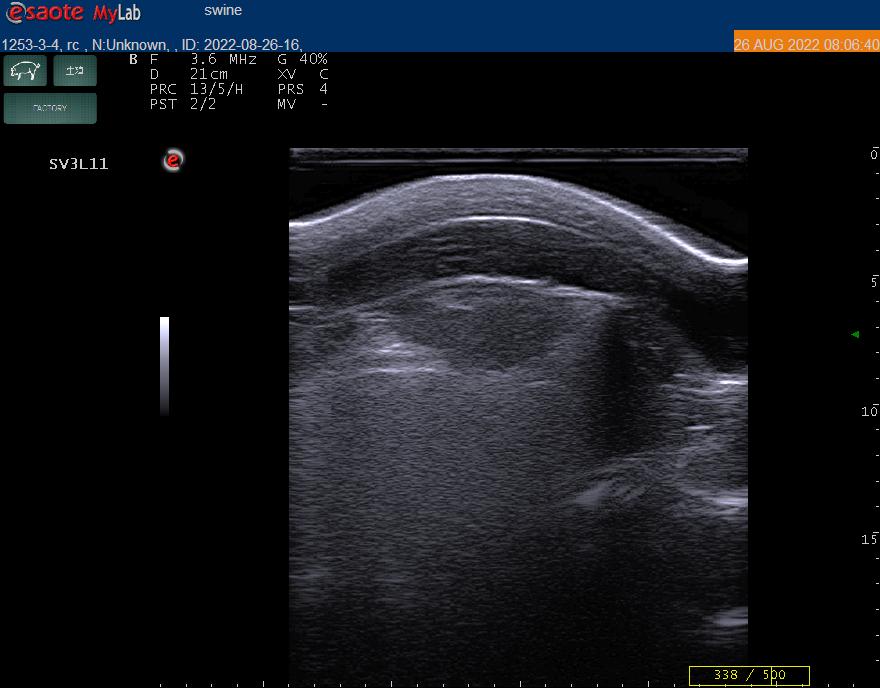 esaote MyLab
swine
1253-3-4, rc , N:Unknown, , ID: 2022-08-26-16,
26 AUG 2022 08:06:40
B F 3.6 MHz G 40%
D 21cm XV C
PRC 13/5/H PRS 4
PST 2/2 MV -
土猪
FACTORY
SV3L11
e
0
5
10
15
338 / 500